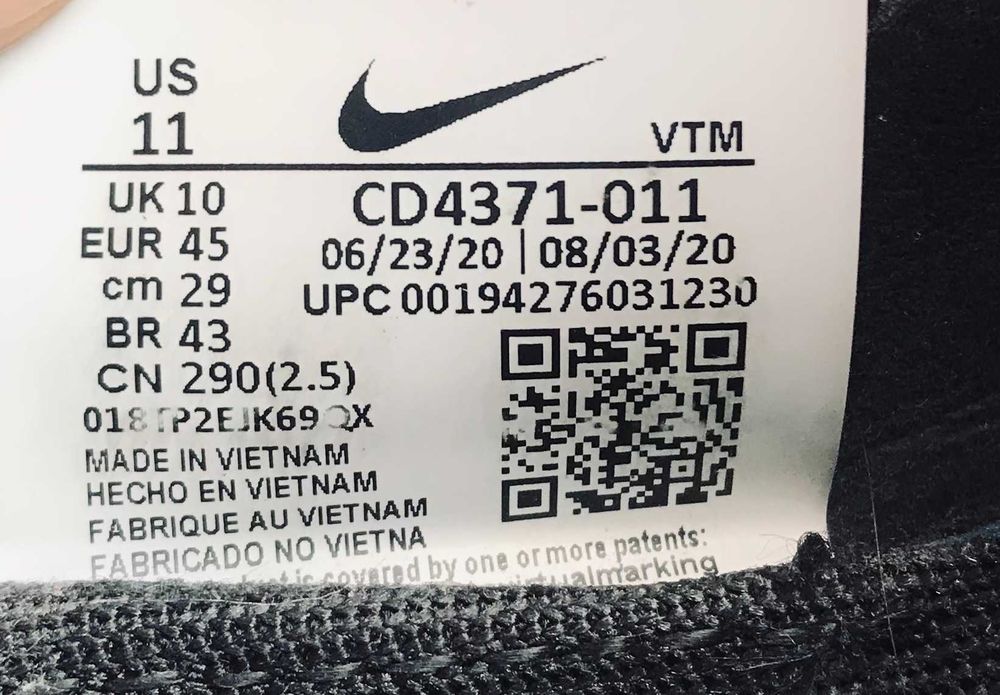 US
11
VTM
UK 10
EUR 45
cm 29
BR 43
CN 290(2.5)
CD4371-011
06/23/20 | 08/03/20
UPC 00194276031230
MADE IN VIETNAM
HECHO EN VIETNAM
FABRIQUE AU VIETNAM
FABRICADO NO VIETNA
is covered by one or more patents: